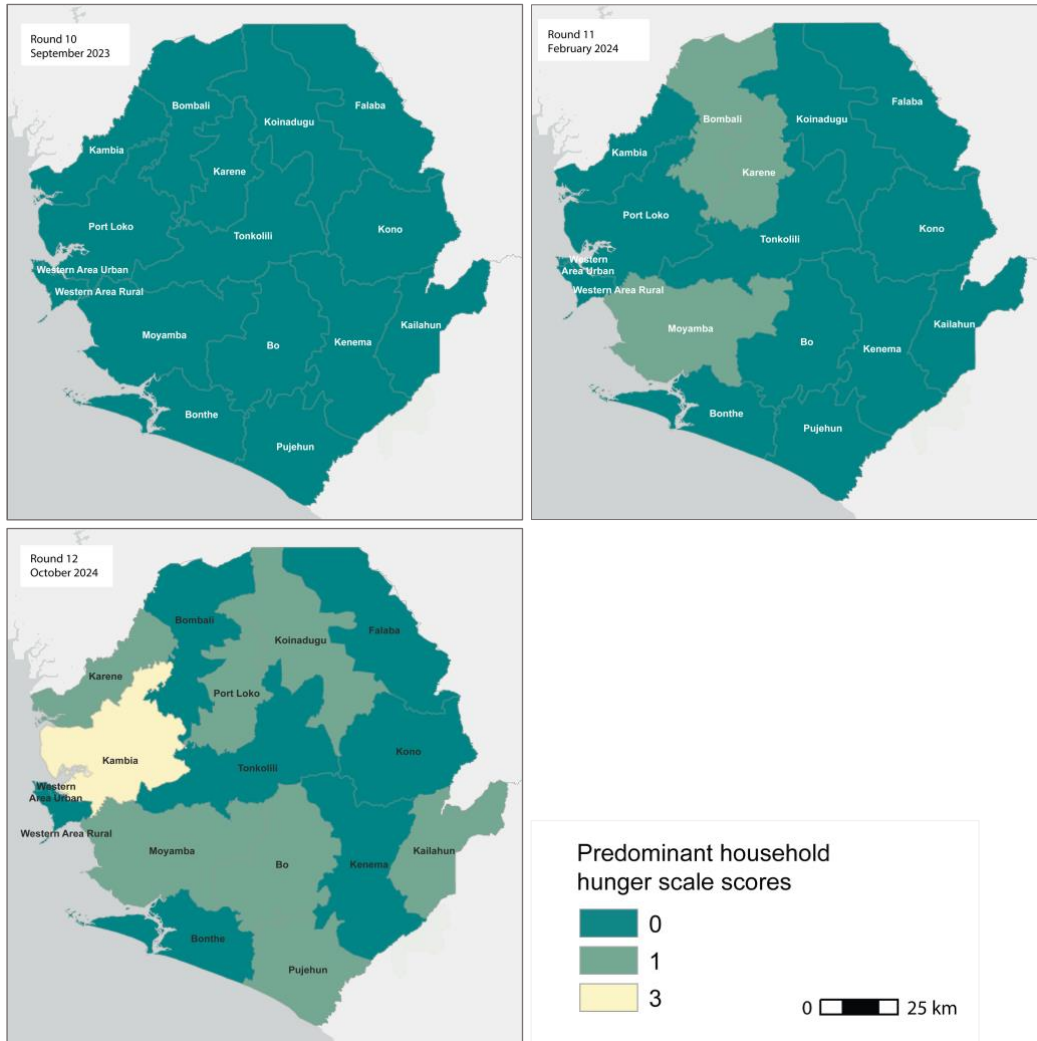 Round 10
September 2023
Bombali
Falaba
Koinadugu
Kambia
Karene
Port Loko
Kono
Tonkolili
Western Area Urban
Western Area Rural
Kailahun
Moyamba
Bo
Kenema
Bonthe
Pujehun
Round 11
February 2024
Falaba
Bombali
Koinadugu
Kambia
Karene
Port Loko
Kono
Tonkolili
Western
Area Urban
Western Area Rural
Kailahun
Moyamba
Bo
Kenema
Bonthe
Pujehun
Round 12
October 2024
Bombali
Falaba
Koinadugu
Karene
Port Loko
Kono
Kambia
Tonkolili
Western
Area Urban
Western Area Rural
Moyamba
Kailahun
Bo
Kenema
Bonthe
Pujehun
Predominant household
hunger scale scores
0
1
3
0 25 km